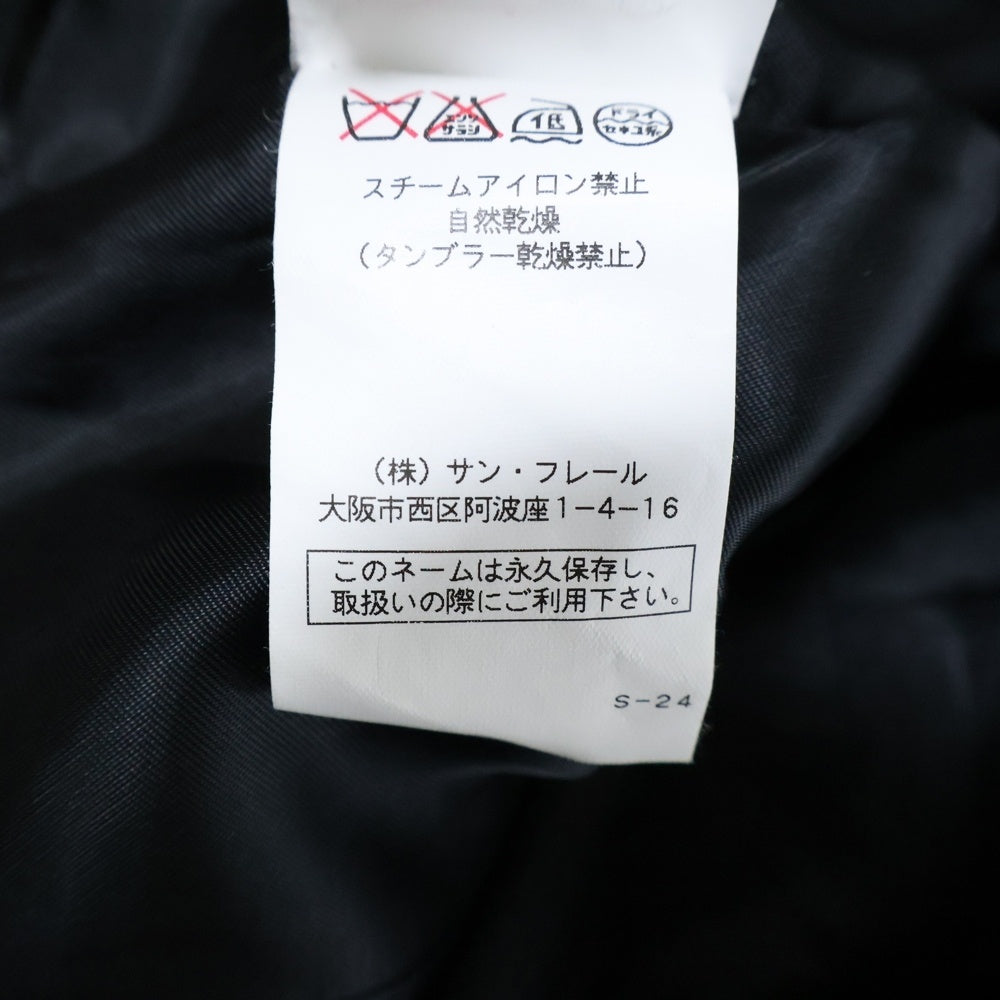 エンソ サラシ
低
ドライ
セキユ系
スチームアイロン禁止
自然乾燥
(タンブラー乾燥禁止)
(株)サン・フレール
大阪市西区阿波座1-4-16
このネームは永久保存し、
取扱いの際にご利用下さい。
S-24